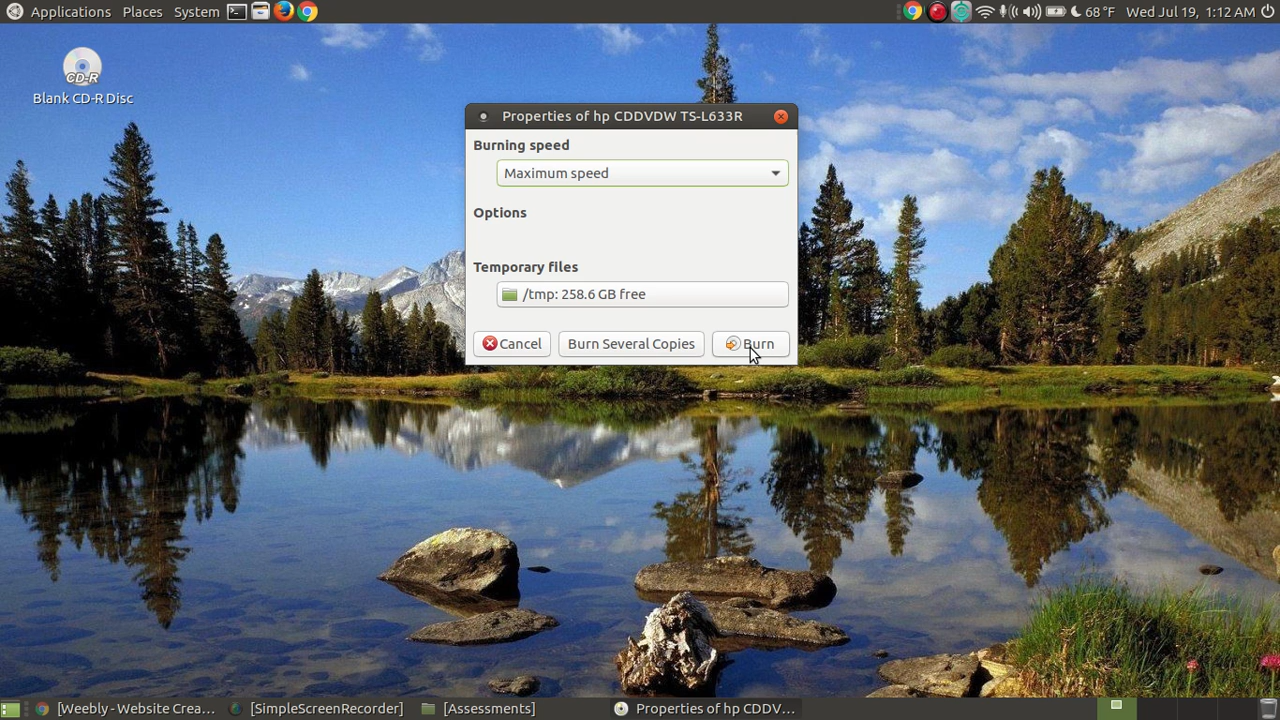 Applications Places System 68 °F Wed Jul 19, 1:12 AM
CD-R
Blank CD-R Disc
Properties of hp CDDVDW TS-L633R
Burning speed
Maximum speed
Options
Temporary files
/tmp: 258.6 GB free
Cancel Burn Several Copies Burn
[Weebly - Website Crea... [SimpleScreenRecorder] [Assessments] Properties of hp CDDV...